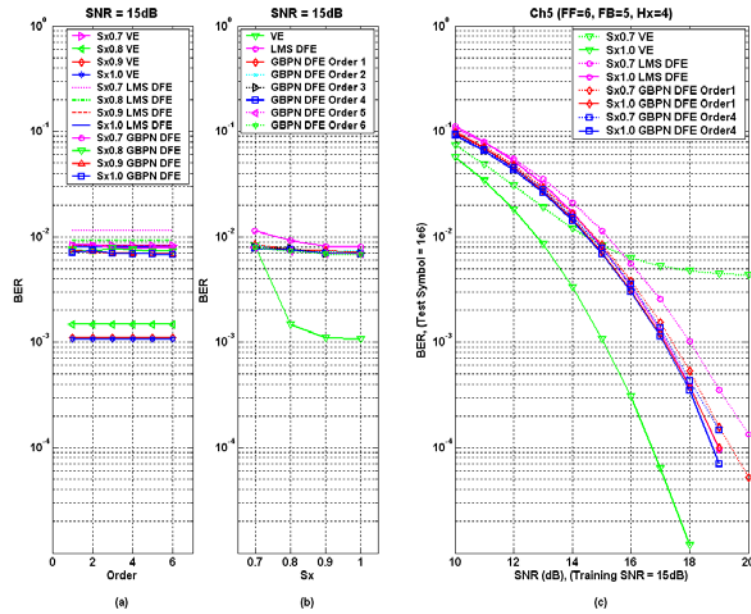 SNR = 15dB
Sx0.7 VE
Sx0.8 VE
Sx0.9 VE
Sx1.0 VE
Sx0.7 LMS DFE
Sx0.8 LMS DFE
Sx0.9 LMS DFE
Sx1.0 LMS DFE
Sx0.7 GBPN DFE
Sx0.8 GBPN DFE
Sx0.9 GBPN DFE
Sx1.0 GBPN DFE
10^0
10^-1
10^-2
10^-3
10^-4
BER
2 4 6
Order
(a)
SNR = 15dB
VE
LMS DFE
GBPN DFE Order 1
GBPN DFE Order 2
GBPN DFE Order 3
GBPN DFE Order 4
GBPN DFE Order 5
GBPN DFE Order 6
10^0
10^-1
10^-2
10^-3
10^-4
BER
0.7 0.8 0.9 1
Sx
(b)
Ch5 (FF=6, FB=5, Hx=4)
Sx0.7 VE
Sx1.0 VE
Sx0.7 LMS DFE
Sx1.0 LMS DFE
Sx0.7 GBPN DFE Order1
Sx1.0 GBPN DFE Order1
Sx0.7 GBPN DFE Order4
Sx1.0 GBPN DFE Order4
10^0
10^-1
10^-2
10^-3
10^-4
BER, (Test Symbol = 1e6)
10 12 14 16 18 20
SNR (dB), (Training SNR = 15dB)
(c)